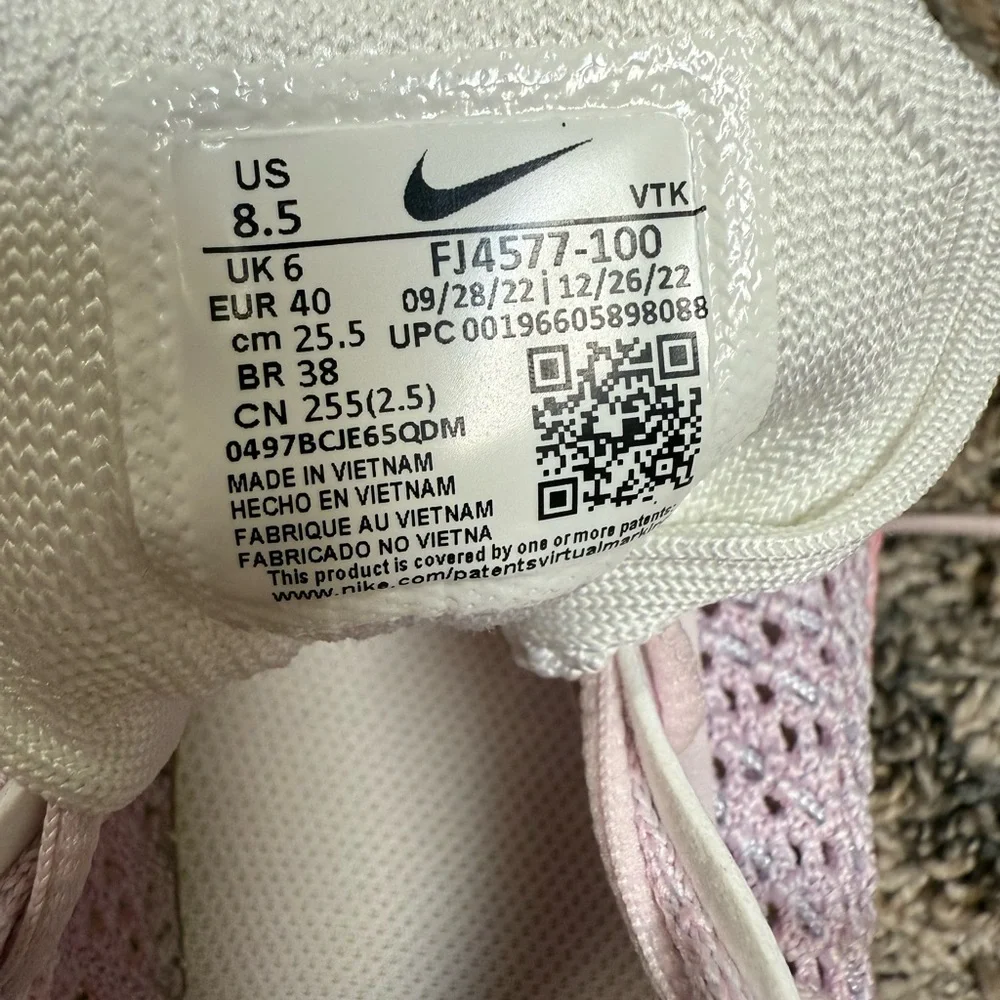 US
8.5
VTK
UK 6
FJ4577-100
EUR 40
09/28/22 | 12/26/22
cm 25.5
UPC 00196605898088
BR 38
CN 255(2.5)
0497BCJE65QDM
MADE IN VIETNAM
HECHO EN VIETNAM
FABRIQUE AU VIETNAM
FABRICADO NO VIETNA
This product is covered by one or more patents
www.nike.com/patentsvirtualmarkin